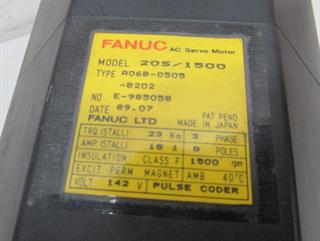 FANUC AC Servo Motor
MODEL 20S/1500
TYPE A06B-0505
-B202
NO E-985058
DATE 89.07
PAT PEND
FANUC LTD MADE IN JAPAN
TRQ (STALL) 23 Nm 3 PHASE
AMP (STALL) 18 A 8 POLES
INSULATION CLASS F 1500 rpm
EXCIT. PERM MAGNET AMB 40°C
VOLT 142 V PULSE CODER